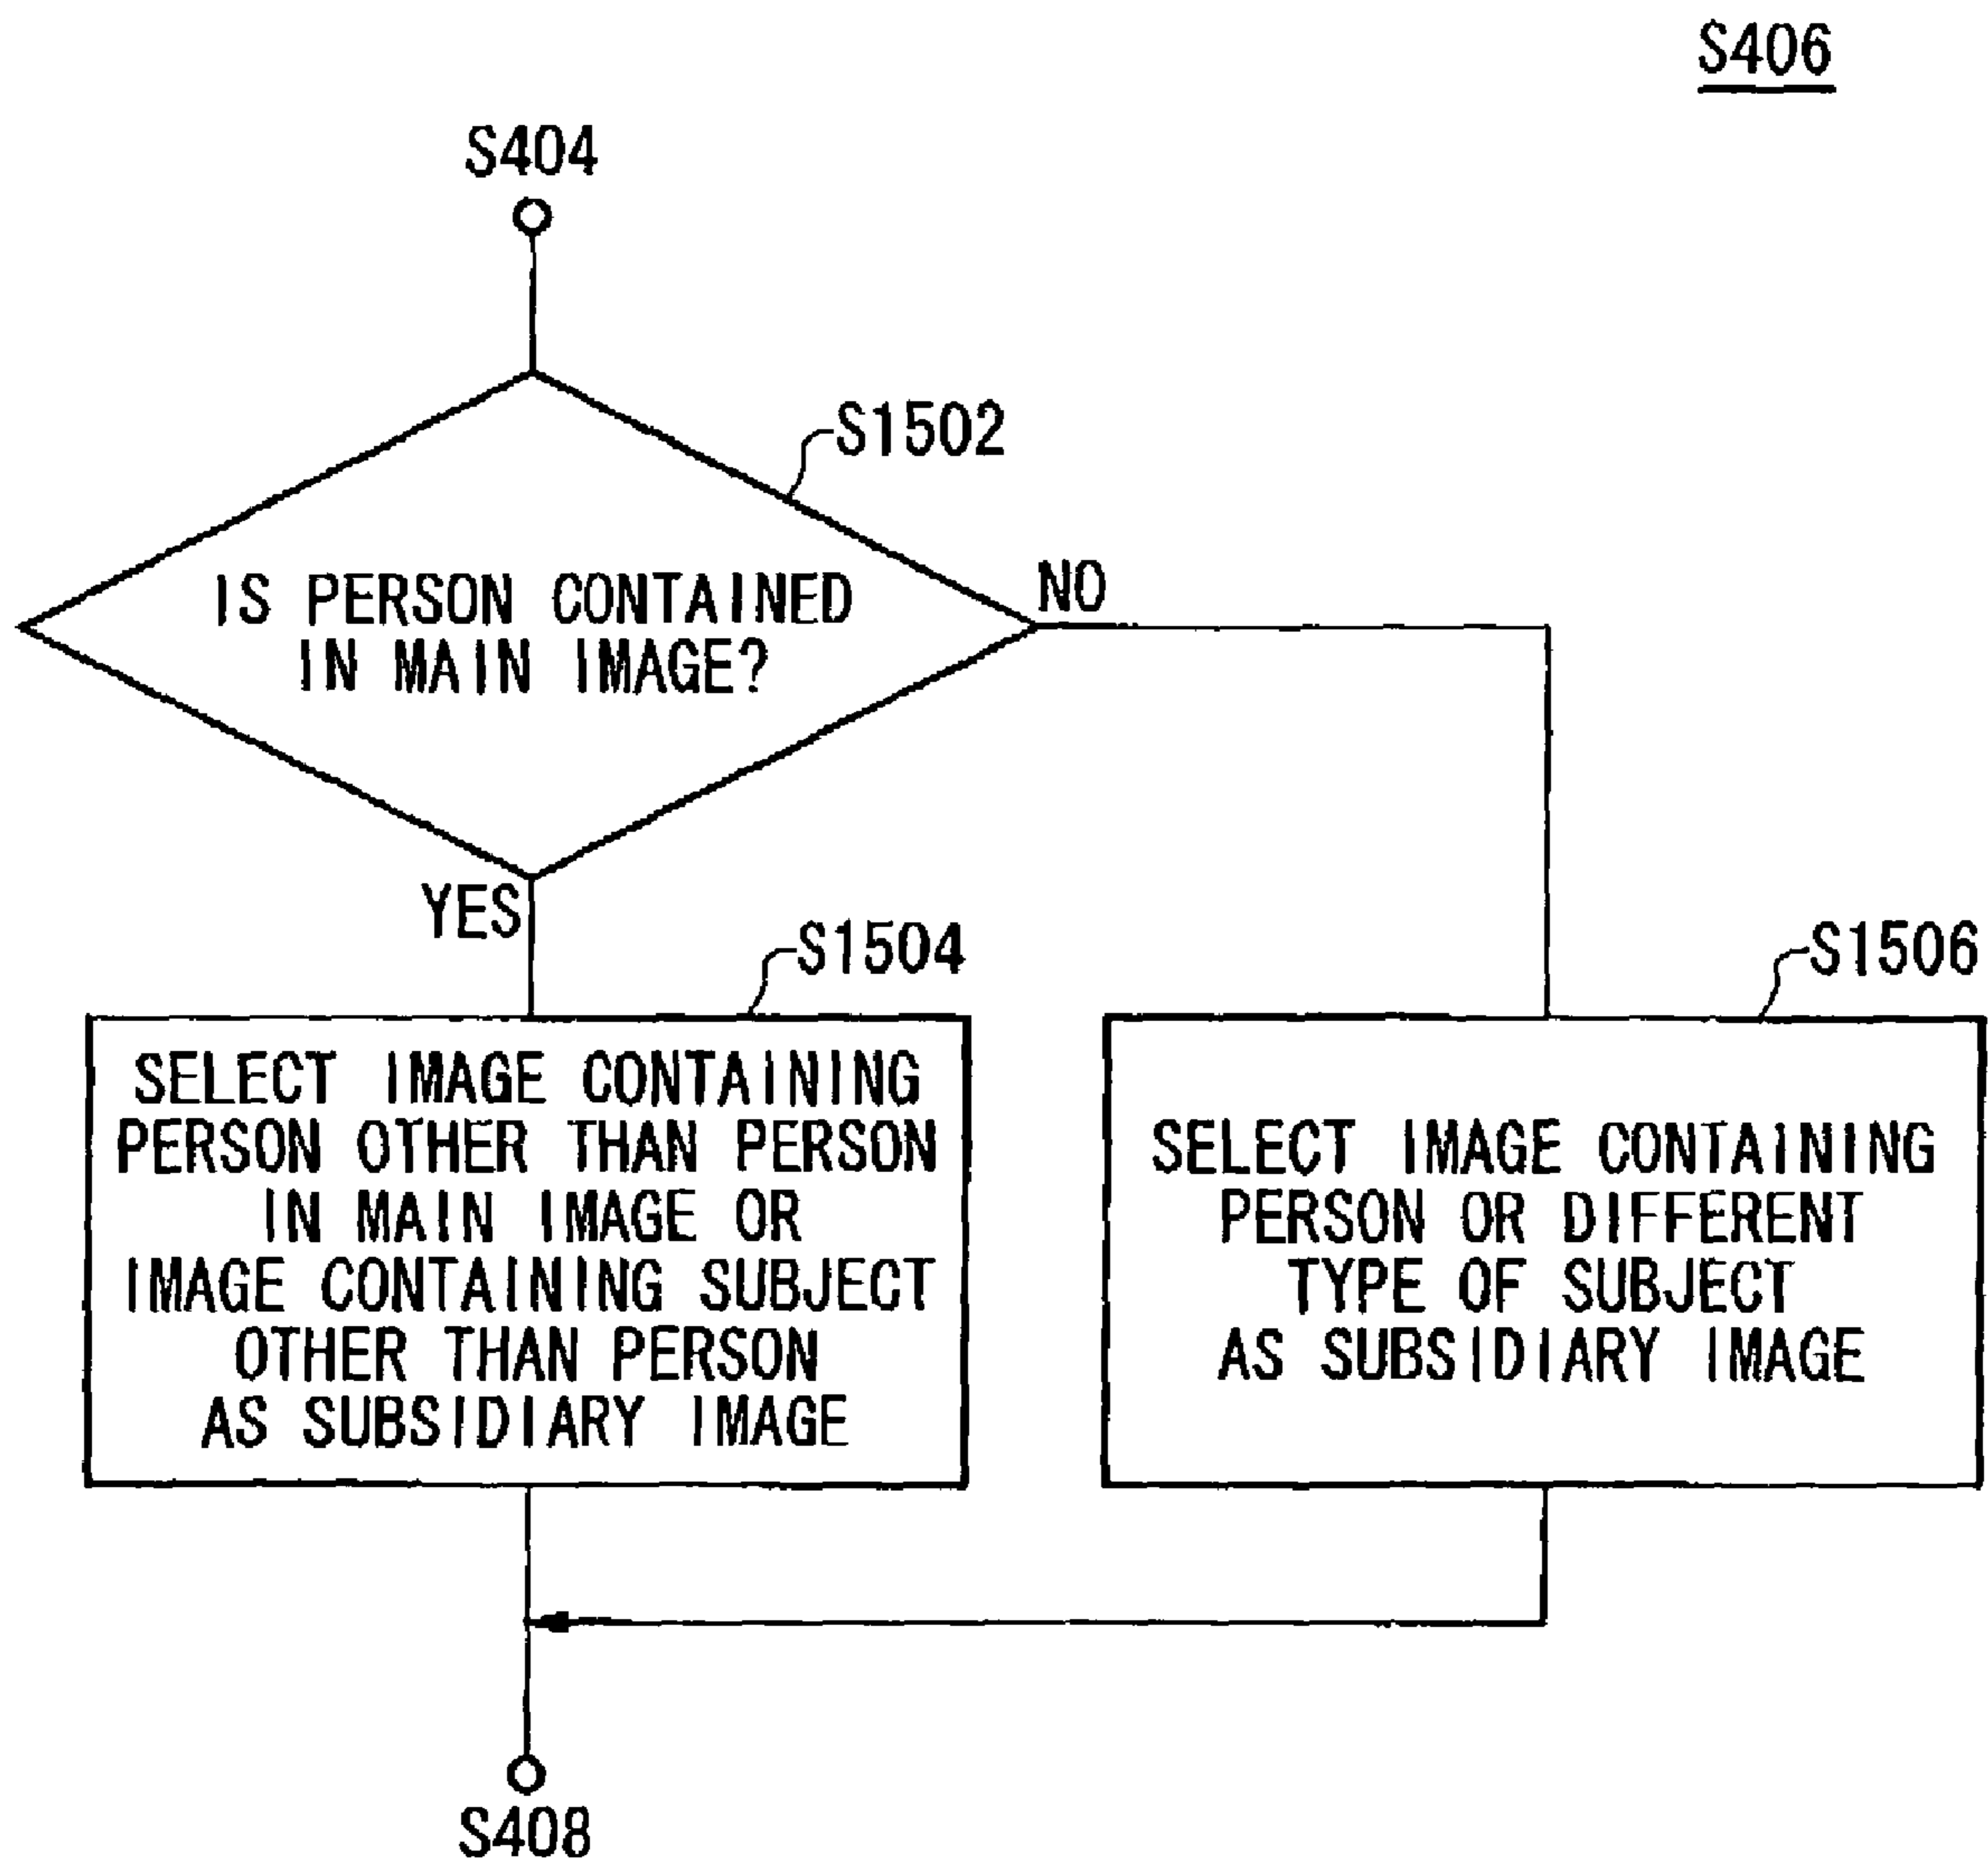 S406
S404
S1502
IS PERSON CONTAINED
IN MAIN IMAGE?
NO
YES
S1504
SELECT IMAGE CONTAINING
PERSON OTHER THAN PERSON
IN MAIN IMAGE OR
IMAGE CONTAINING SUBJECT
OTHER THAN PERSON
AS SUBSIDIARY IMAGE
S1506
SELECT IMAGE CONTAINING
PERSON OR DIFFERENT
TYPE OF SUBJECT
AS SUBSIDIARY IMAGE
S408